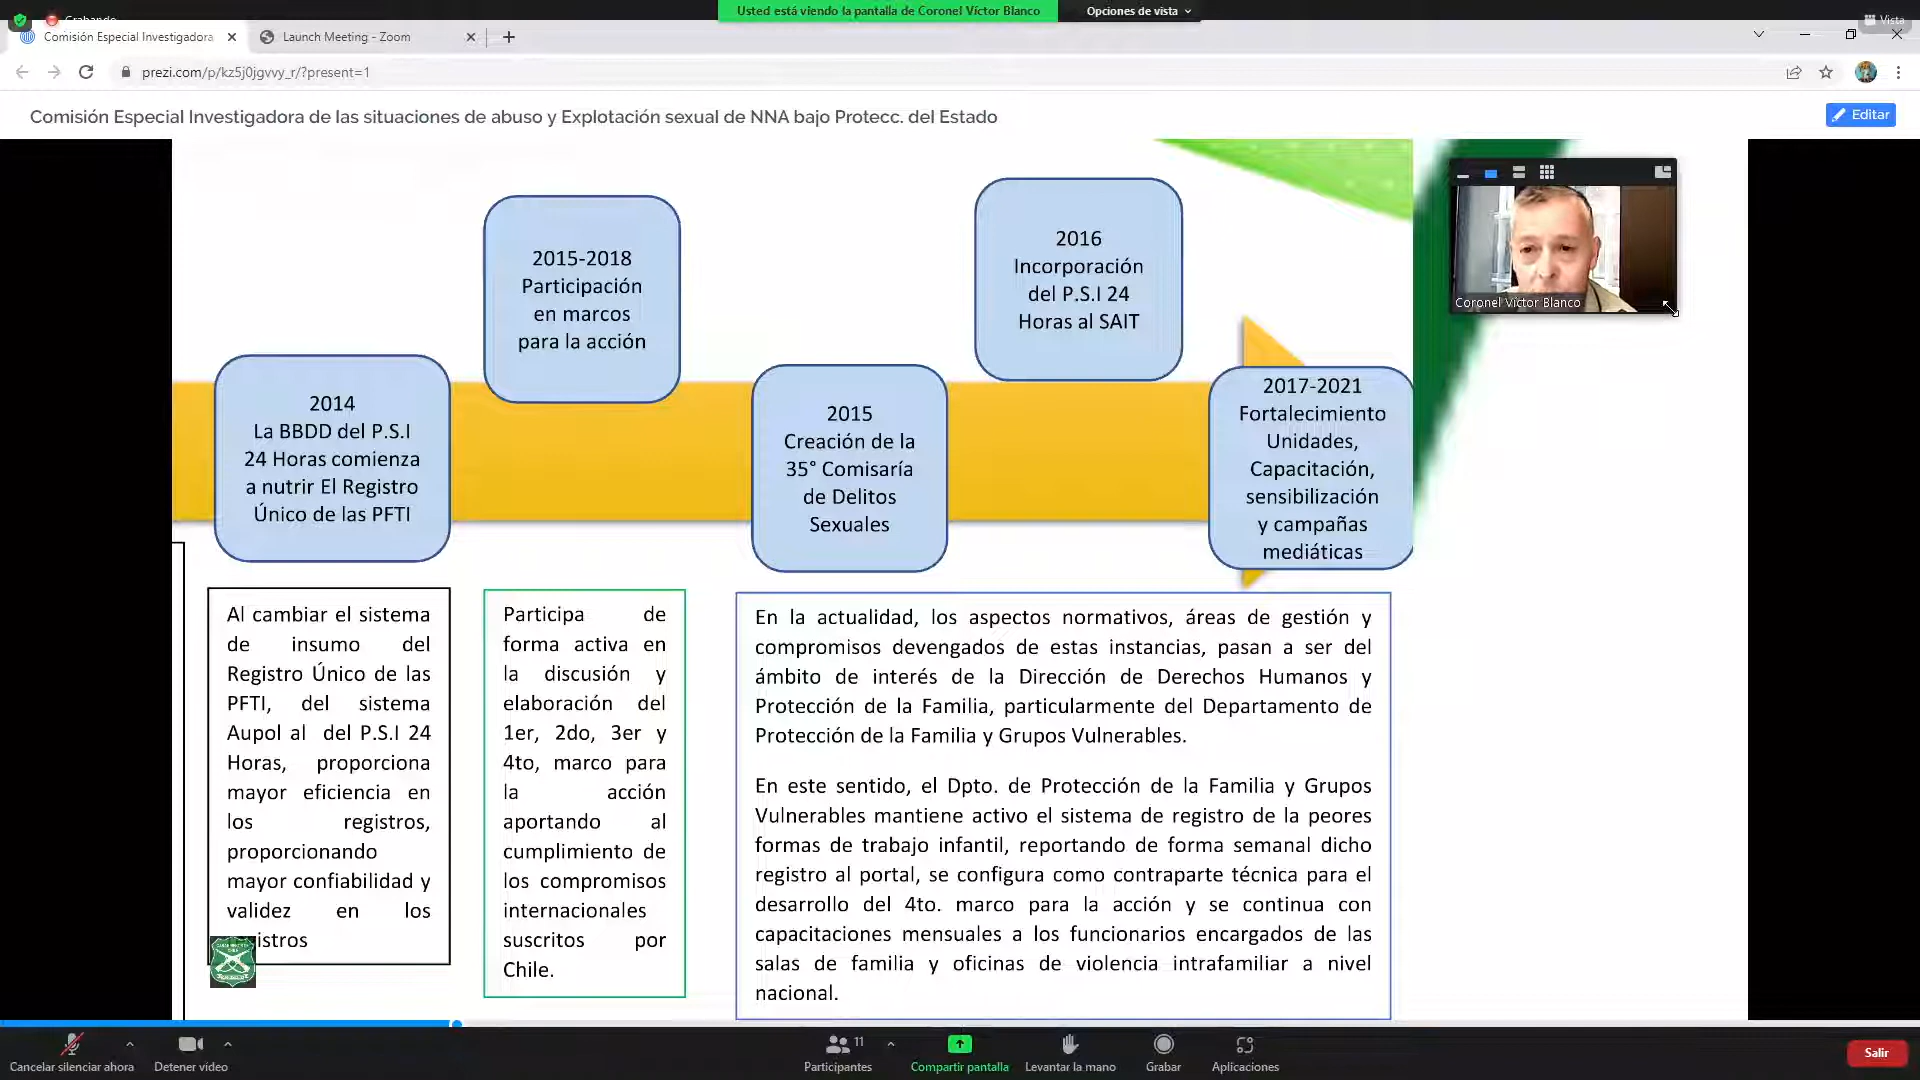 Grabando
Usted está viendo la pantalla de Coronel Víctor Blanco
Opciones de vista
Vista
Comisión Especial Investigadora
Launch Meeting - Zoom
prezi.com/p/kz5j0jgvvy_r/?present=1
Comisión Especial Investigadora de las situaciones de abuso y Explotación sexual de NNA bajo Protecc. del Estado
Editar
2014
La BBDD del P.S.I
24 Horas comienza
a nutrir El Registro
Único de las PFTI
2015-2018
Participación
en marcos
para la acción
2015
Creación de la
35° Comisaría
de Delitos
Sexuales
2016
Incorporación
del P.S.I 24
Horas al SAIT
2017-2021
Fortalecimiento
Unidades,
Capacitación,
sensibilización
y campañas
mediáticas
Coronel Víctor Blanco
Al cambiar el sistema
de insumo del
Registro Único de las
PFTI, del sistema
Aupol al del P.S.I 24
Horas, proporciona
mayor eficiencia en
los registros,
proporcionando
mayor confiabilidad y
validez en los
istros
Participa de
forma activa en
la discusión y
elaboración del
1er, 2do, 3er y
4to, marco para
la acción
aportando al
cumplimiento de
los compromisos
internacionales
suscritos por
Chile.
En la actualidad, los aspectos normativos, áreas de gestión y
compromisos devengados de estas instancias, pasan a ser del
ámbito de interés de la Dirección de Derechos Humanos y
Protección de la Familia, particularmente del Departamento de
Protección de la Familia y Grupos Vulnerables.
En este sentido, el Dpto. de Protección de la Familia y Grupos
Vulnerables mantiene activo el sistema de registro de la peores
formas de trabajo infantil, reportando de forma semanal dicho
registro al portal, se configura como contraparte técnica para el
desarrollo del 4to. marco para la acción y se continua con
capacitaciones mensuales a los funcionarios encargados de las
salas de familia y oficinas de violencia intrafamiliar a nivel
nacional.
Cancelar silenciar ahora
Detener video
11
Participantes
Compartir pantalla
Levantar la mano
Grabar
Aplicaciones
Salir